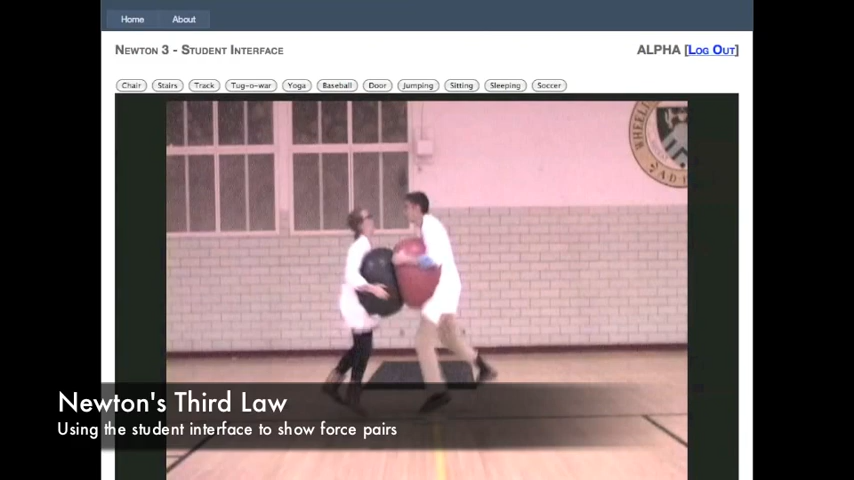 Home About
Newton 3 - Student Interface ALPHA [Log Out]
Chair Stairs Track Tug-o-war Yoga Baseball Door Jumping Sitting Sleeping Soccer
WHEELI
Newton's Third Law
Using the student interface to show force pairs